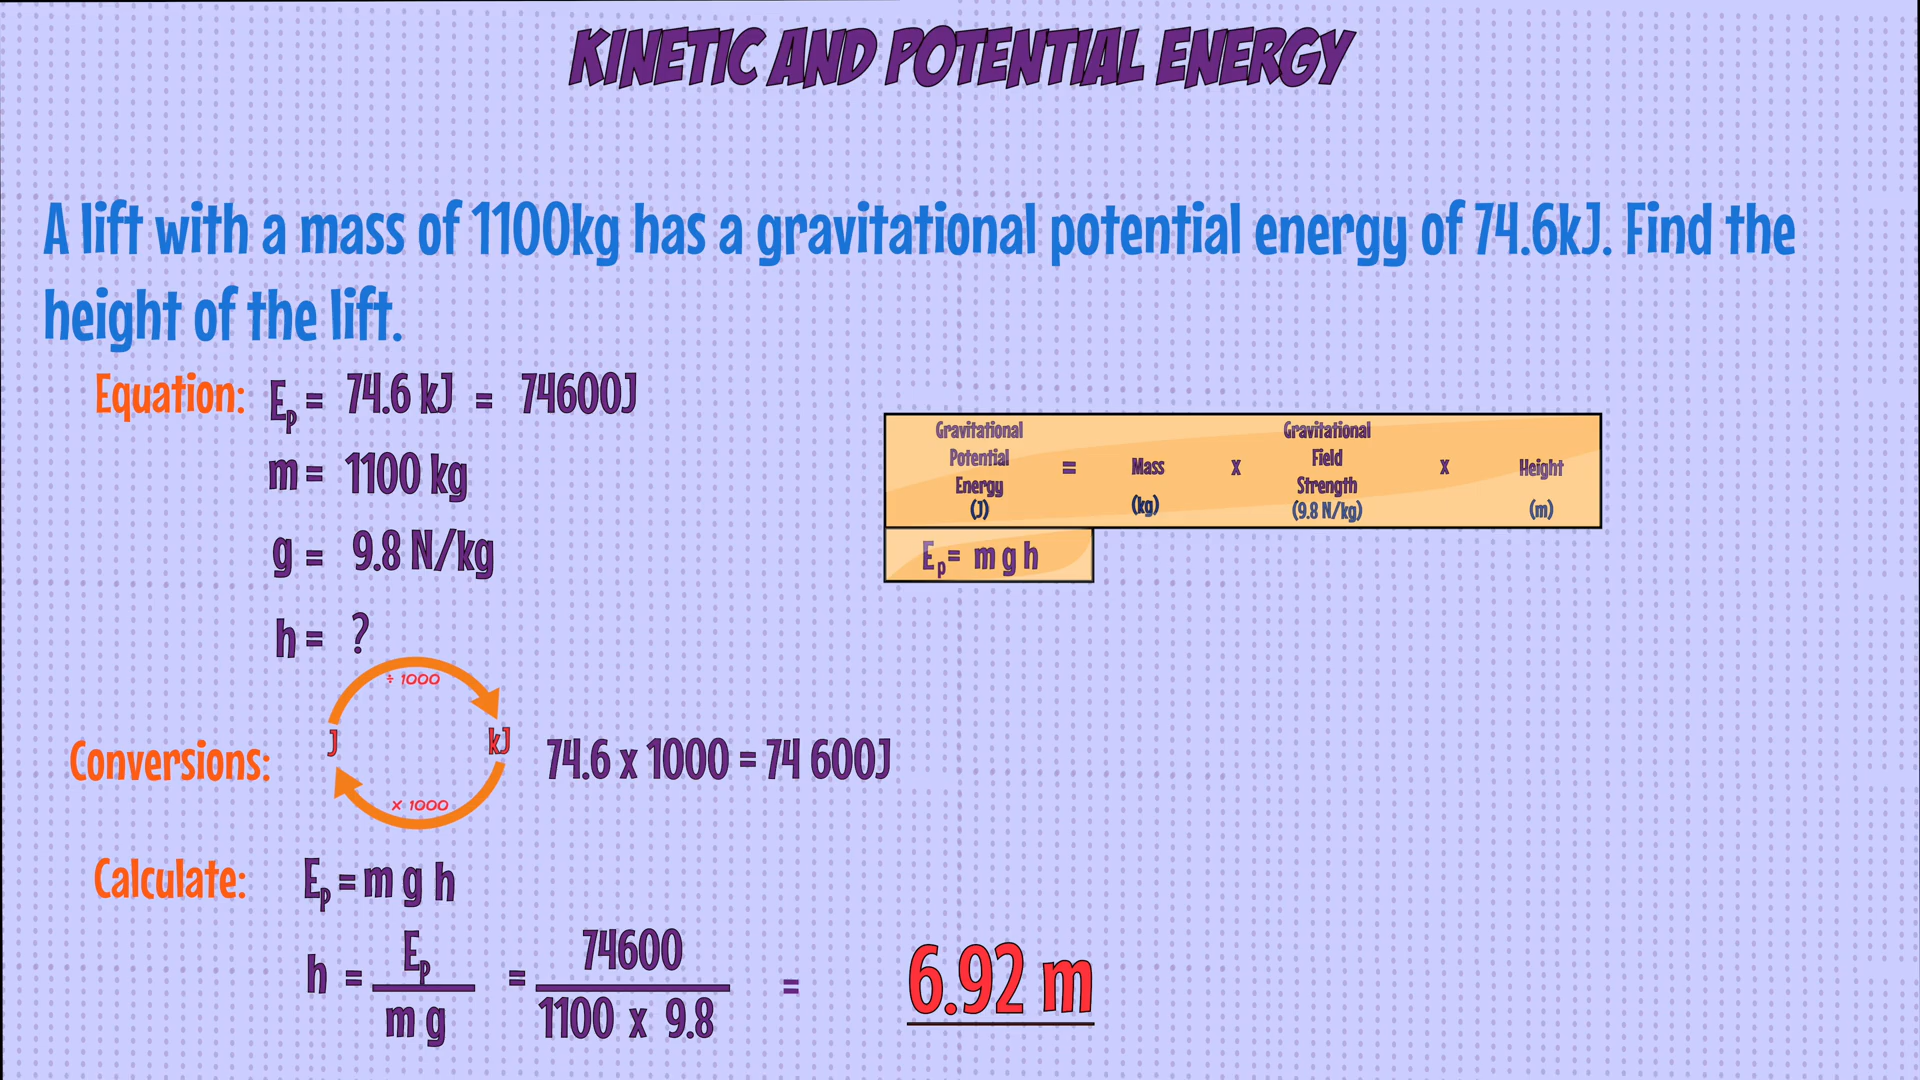 KINETIC AND POTENTIAL ENERGY
A lift with a mass of 1100kg has a gravitational potential energy of 74.6kJ. Find the
height of the lift.
Equation: Ep = 74.6 kJ = 74600J
m = 1100 kg
g = 9.8 N/kg
h = ?
Gravitational Potential Energy (J) = Mass (kg) x Gravitational Field Strength (9.8 N/kg) x Height (m)
Ep = m g h
÷ 1000
J kJ
x 1000
Conversions: 74.6 x 1000 = 74 600J
Calculate: Ep = m g h
h = Ep / m g = 74600 / 1100 x 9.8 = 6.92 m